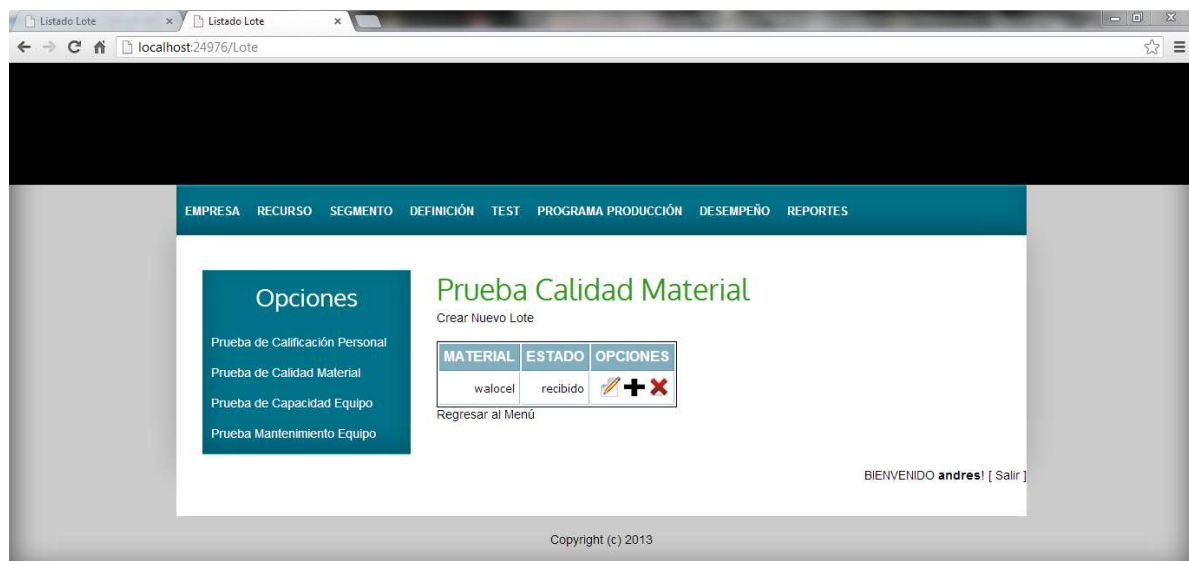 Listado Lote
Listado Lote
localhost:24976/Lote
EMPRESA RECURSO SEGMENTO DEFINICIÓN TEST PROGRAMA PRODUCCIÓN DESEMPEÑO REPORTES
Opciones
Prueba de Calificación Personal
Prueba de Calidad Material
Prueba de Capacidad Equipo
Prueba Mantenimiento Equipo
Prueba Calidad Material
Crear Nuevo Lote
MATERIAL ESTADO OPCIONES
walocel recibido
Regresar al Menú
BIENVENIDO andres! [ Salir ]
Copyright (c) 2013